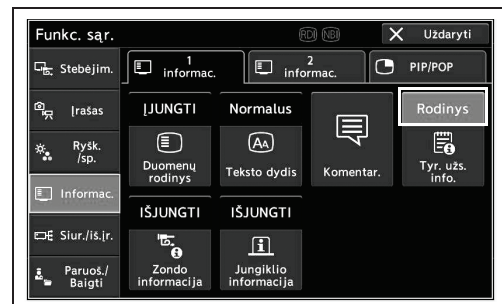 Funkc. sąr.
RDI NBI
Uždaryti
Stebėjim.
1
informac.
2
informac.
PIP/POP
Įrašas
Ryšk.
/sp.
Informac.
Siur./iš.įr.
Paruoš./
Baigti
ĮJUNGTI
Duomenų
rodinys
Normalus
AA
Teksto dydis
Komentar.
Rodinys
Tyr. užs.
info.
IŠJUNGTI
Zondo
informacija
IŠJUNGTI
Jungiklio
informacija